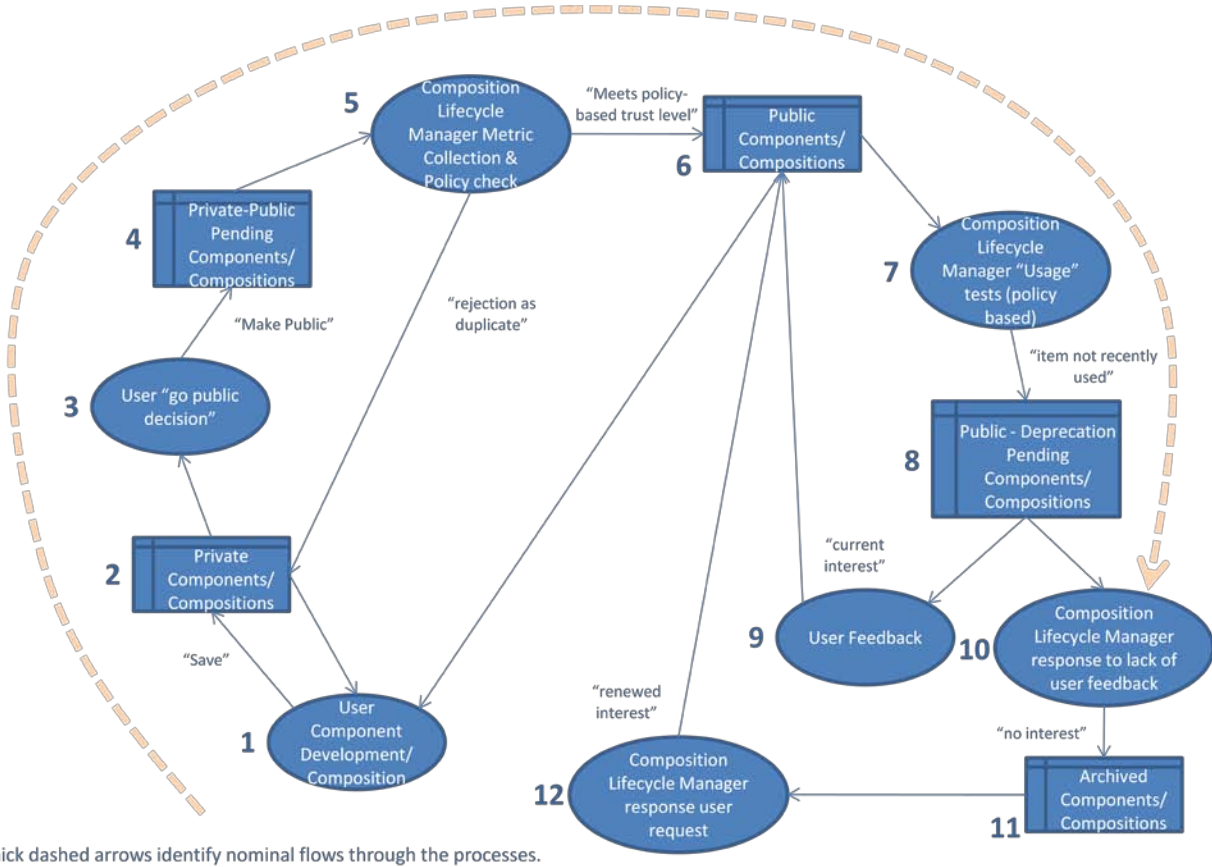 5
Composition
Lifecycle
Manager Metric
Collection &
Policy check
“Meets policy-
based trust level”
6
Public
Components/
Compositions
4
Private-Public
Pending
Components/
Compositions
7
Composition
Lifecycle
Manager “Usage”
tests (policy
based)
“Make Public”
“rejection as
duplicate”
“item not recently
used”
3
User “go public
decision”
8
Public - Deprecation
Pending
Components/
Compositions
2
Private
Components/
Compositions
“current
interest”
9
User Feedback
10
Composition
Lifecycle Manager
response to lack of
user feedback
“Save”
“renewed
interest”
1
User
Component
Development/
Composition
“no interest”
12
Composition
Lifecycle Manager
response user
request
11
Archived
Components/
Compositions
ick dashed arrows identify nominal flows through the processes.